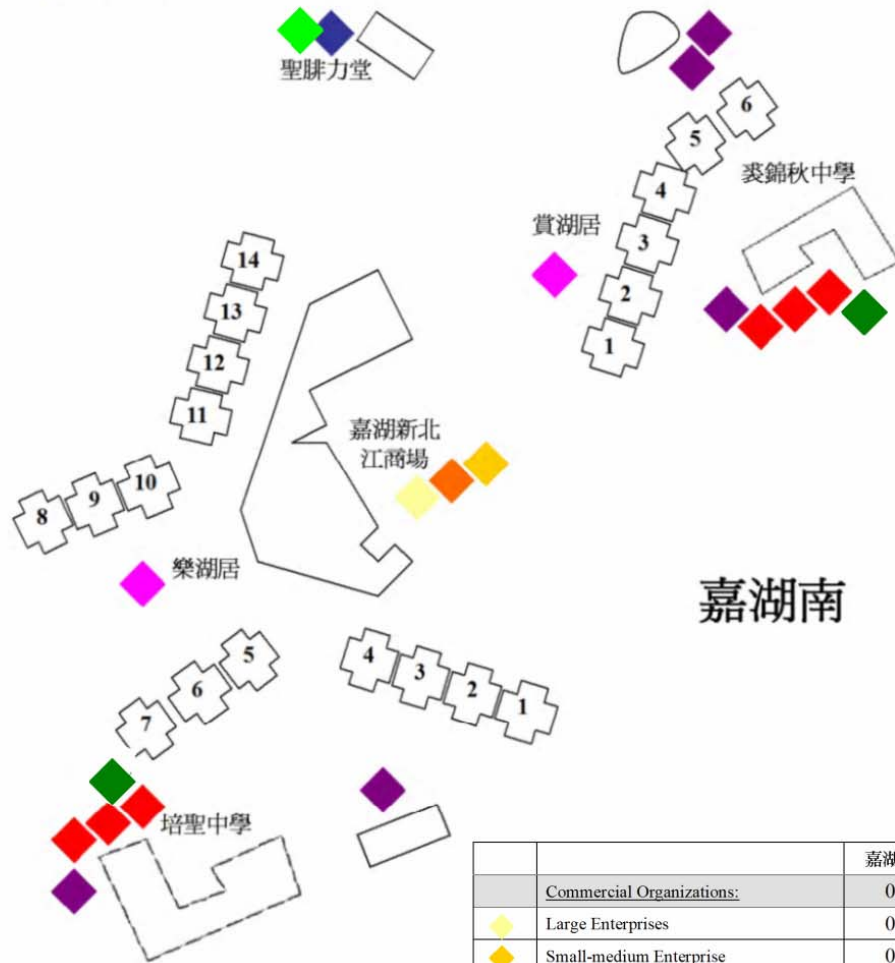 聖腓力堂
6
5
裘錦秋中學
4
賞湖居
3
14
2
13
1
12
11
嘉湖新北
江商場
10
9
8
樂湖居
嘉湖南
5
4
3
6
2
1
7
培聖中學
嘉湖
Commercial Organizations: 0
Large Enterprises 0
Small-medium Enterprise 0